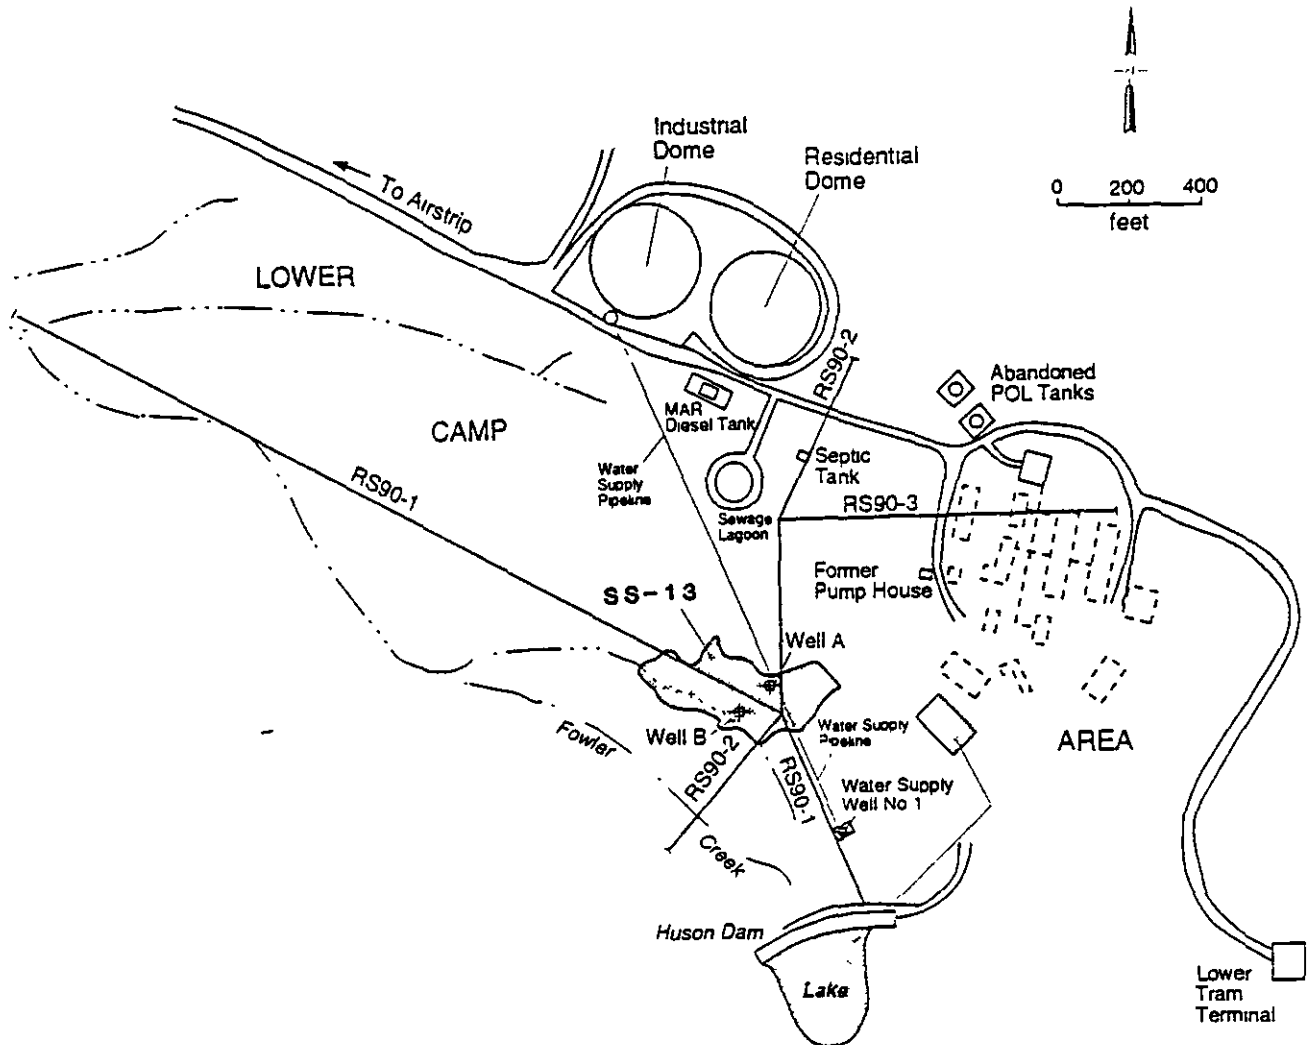 Industrial
Dome
Residential
Dome
0 200 400
feet
To Airstrip
LOWER
RS90-2
Abandoned
POL Tanks
MAR
Diesel Tank
CAMP
Septic
Tank
Water
Supply
Pipeline
RS90-1
RS90-3
Sewage
Lagoon
Former
Pump House
SS-13
Well A
Fowler
Well B
RS90-2
Water Supply
Pipeline
AREA
RS90-1
Water Supply
Well No 1
Creek
Huson Dam
Lake
Lower
Tram
Terminal